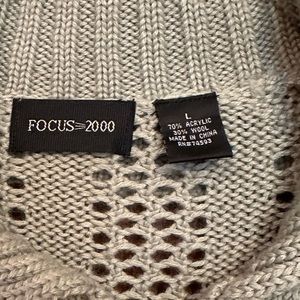 FOCUS 2000
L
70% ACRYLIC
30% WOOL
MADE IN CHINA
RN#74593